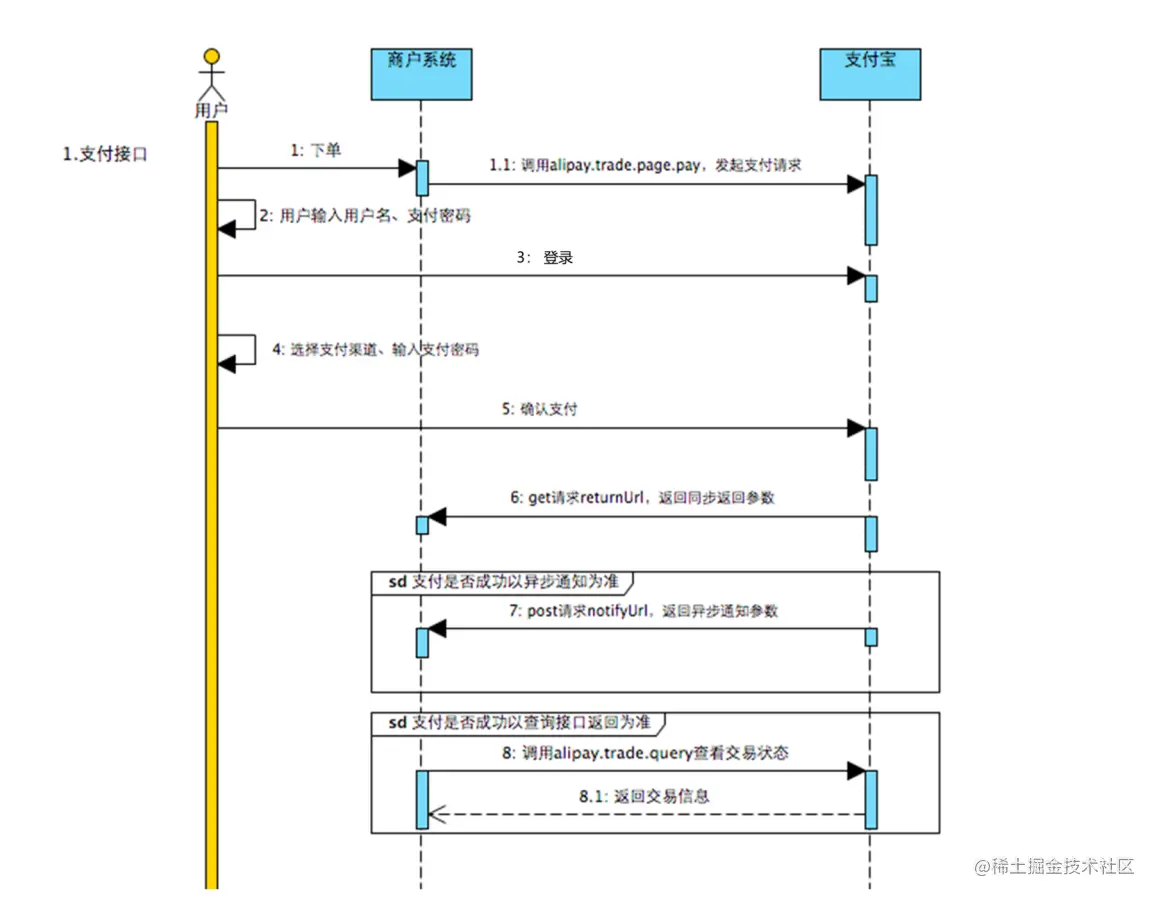 商户系统
支付宝
用户
1.支付接口
1: 下单
1.1: 调用alipay.trade.page.pay，发起支付请求
2: 用户输入用户名、支付密码
3: 登录
4: 选择支付渠道、输入支付密码
5: 确认支付
6: get请求returnUrl，返回同步返回参数
sd 支付是否成功以异步通知为准
7: post请求notifyUrl，返回异步通知参数
sd 支付是否成功以查询接口返回为准
8: 调用alipay.trade.query查看交易状态
8.1: 返回交易信息
@稀土掘金技术社区